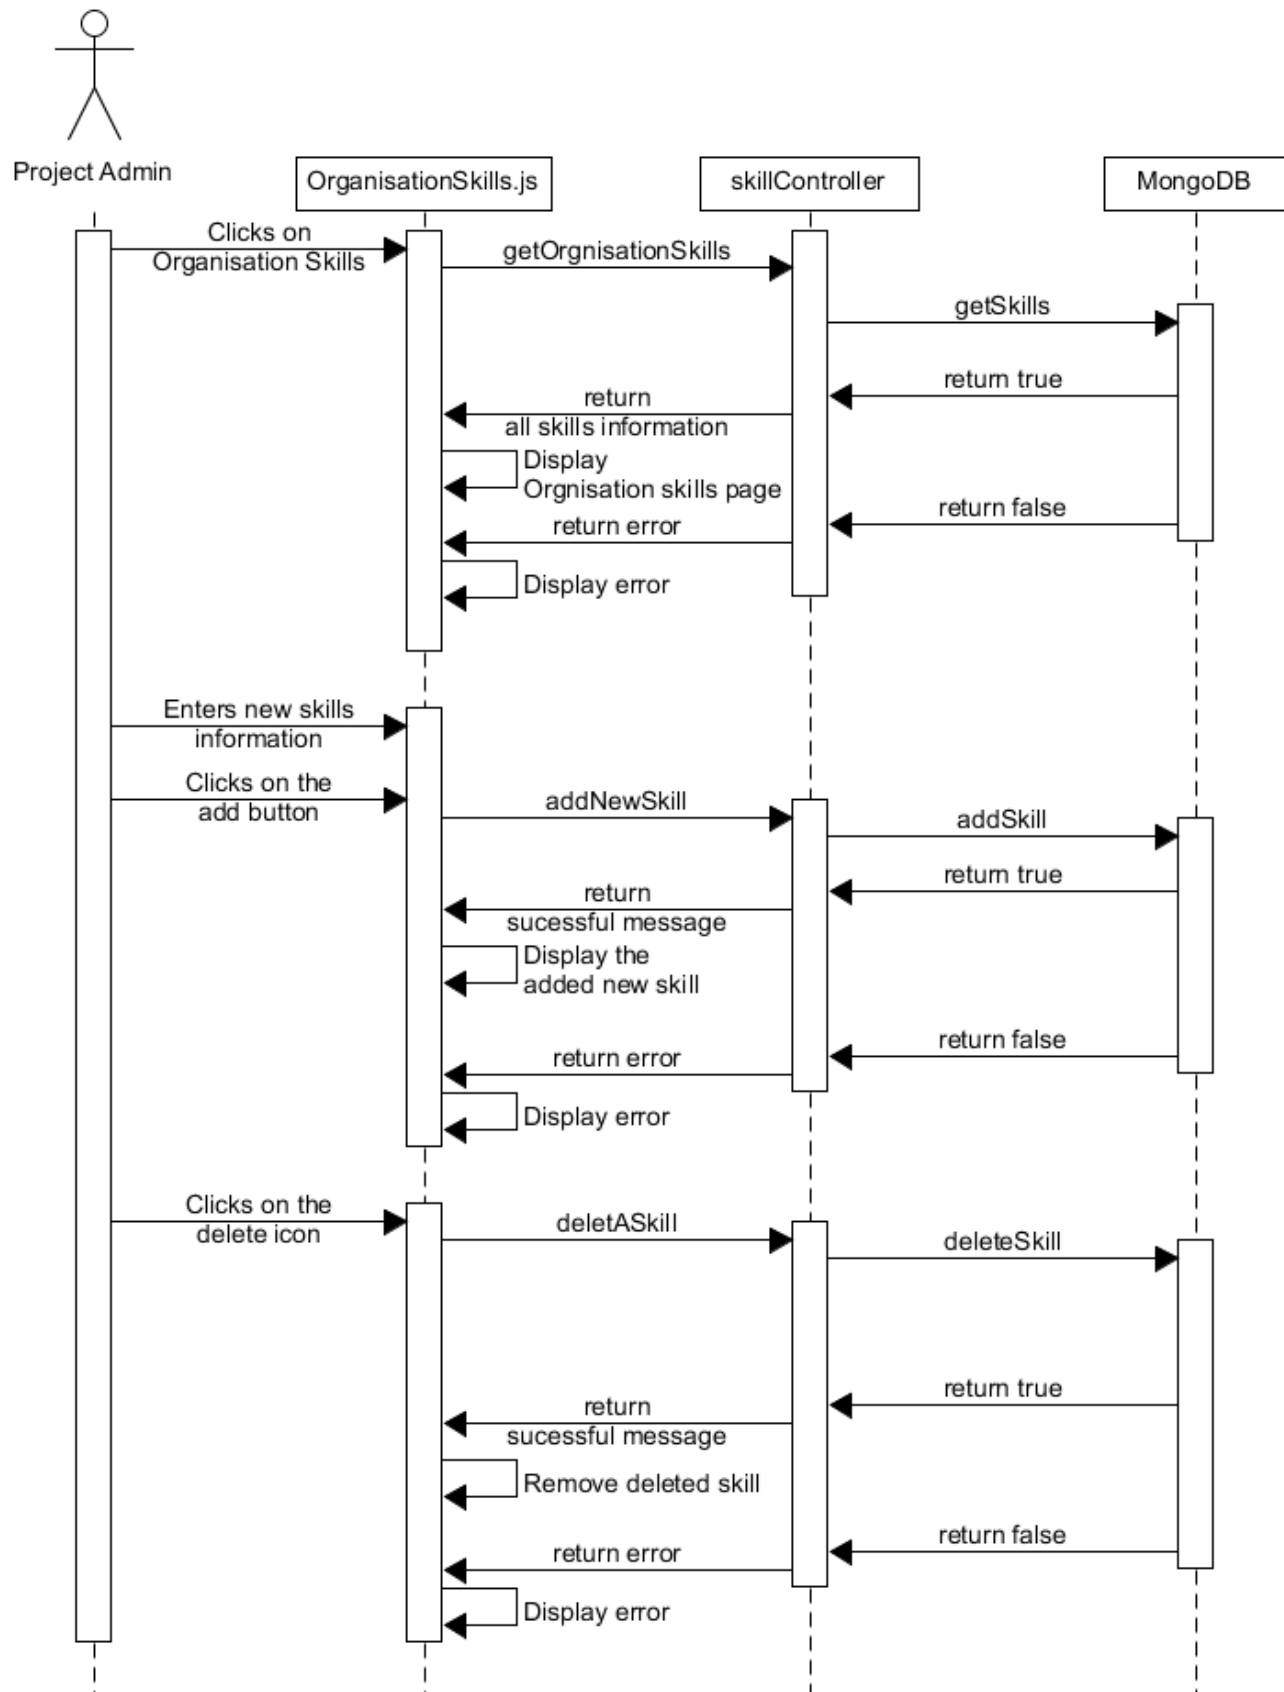 Project Admin
OrganisationSkills.js
skillController
MongoDB
Clicks on
Organisation Skills
getOrgnisationSkills
getSkills
return true
return
all skills information
Display
Orgnisation skills page
return false
return error
Display error
Enters new skills
information
Clicks on the
add button
addNewSkill
addSkill
return true
return
sucessful message
Display the
added new skill
return false
return error
Display error
Clicks on the
delete icon
deletASkill
deleteSkill
return true
return
sucessful message
Remove deleted skill
return false
return error
Display error